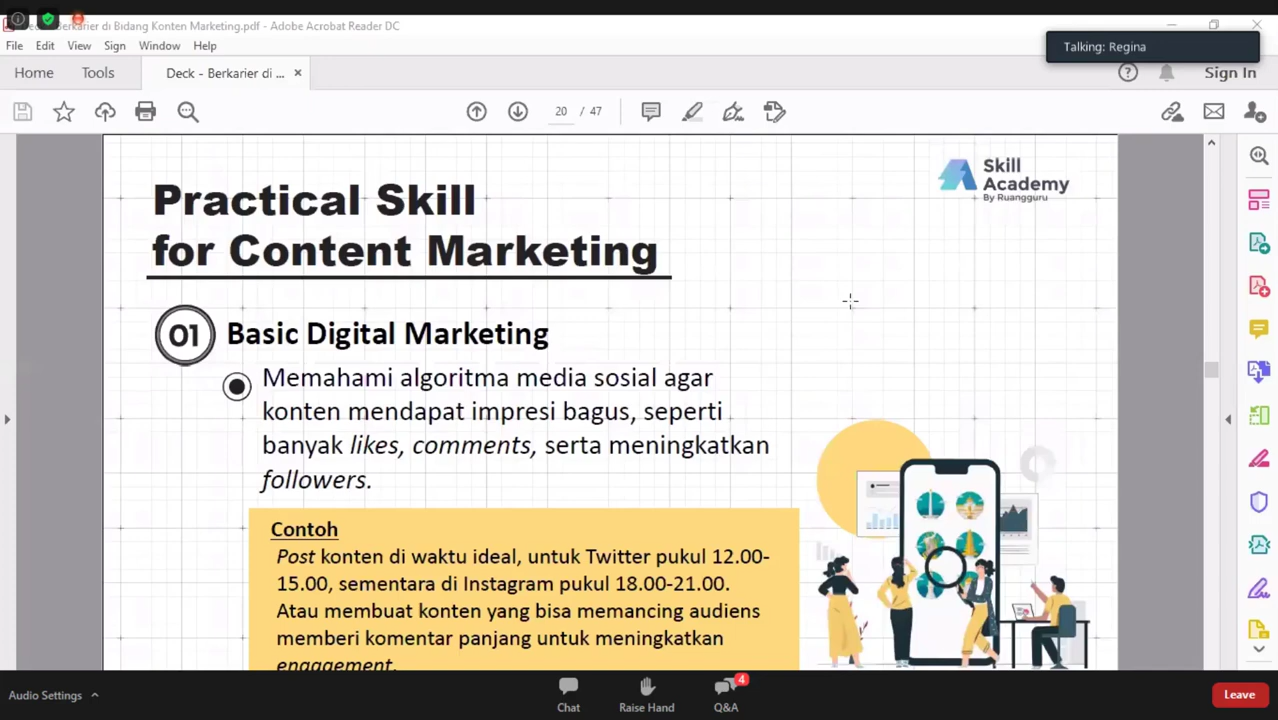 Berkarier di Bidang Konten Marketing.pdf - Adobe Acrobat Reader DC
Talking: Regina
File Edit View Sign Window Help
Home Tools Deck - Berkarier di ... × Sign In
20 / 47
Skill
Academy
By Ruangguru
Practical Skill
for Content Marketing
01 Basic Digital Marketing
Memahami algoritma media sosial agar
konten mendapat impresi bagus, seperti
banyak likes, comments, serta meningkatkan
followers.
Contoh
Post konten di waktu ideal, untuk Twitter pukul 12.00-
15.00, sementara di Instagram pukul 18.00-21.00.
Atau membuat konten yang bisa memancing audiens
memberi komentar panjang untuk meningkatkan
engagement.
Audio Settings
Chat
Raise Hand
4
Q&A
Leave